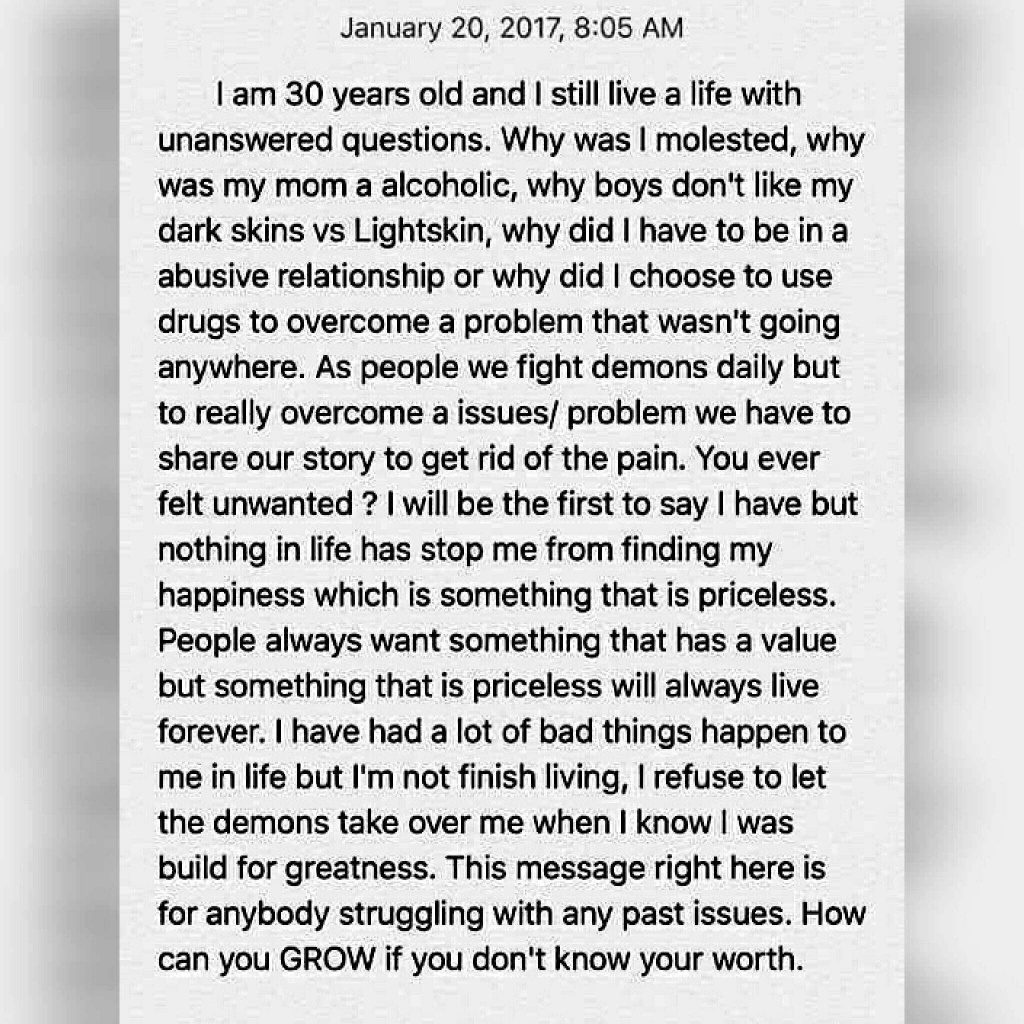 January 20, 2017, 8:05 AM
I am 30 years old and I still live a life with
unanswered questions. Why was I molested, why
was my mom a alcoholic, why boys don't like my
dark skins vs Lightskin, why did I have to be in a
abusive relationship or why did I choose to use
drugs to overcome a problem that wasn't going
anywhere. As people we fight demons daily but
to really overcome a issues/ problem we have to
share our story to get rid of the pain. You ever
felt unwanted ? I will be the first to say I have but
nothing in life has stop me from finding my
happiness which is something that is priceless.
People always want something that has a value
but something that is priceless will always live
forever. I have had a lot of bad things happen to
me in life but I'm not finish living, I refuse to let
the demons take over me when I know I was
build for greatness. This message right here is
for anybody struggling with any past issues. How
can you GROW if you don't know your worth.